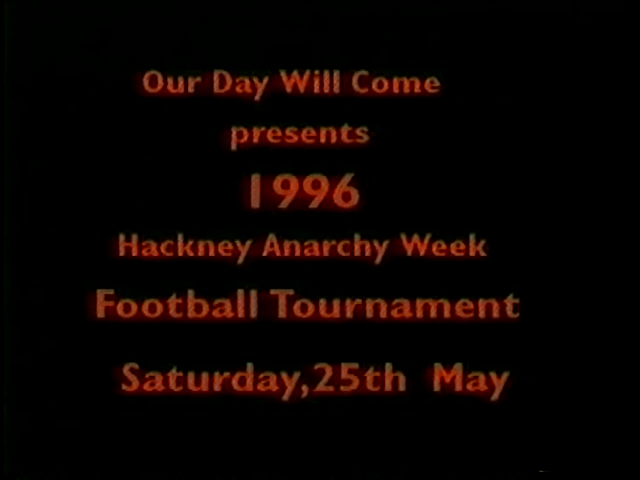 Our Day Will Come
presents
1996
Hackney Anarchy Week
Football Tournament
Saturday,25th May